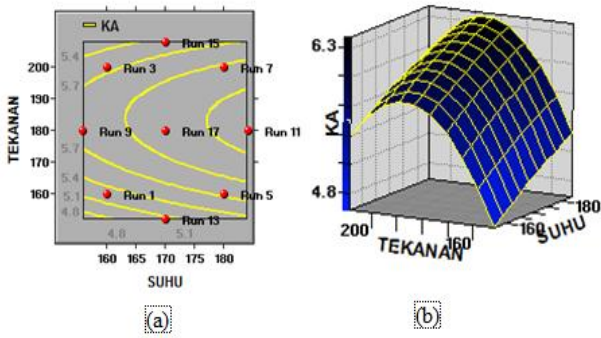 KA
5.4
5.7
Run 15
Run 3
Run 7
Run 9
Run 17
Run 11
5.7
5.4
5.1
4.8
Run 1
Run 5
Run 13
4.8
5.1
200
190
180
170
160
TEKANAN
160
165
170
175
180
SUHU
(a)
6.3
KA
4.8
200
TEKANAN
160
160
SUHU
180
(b)